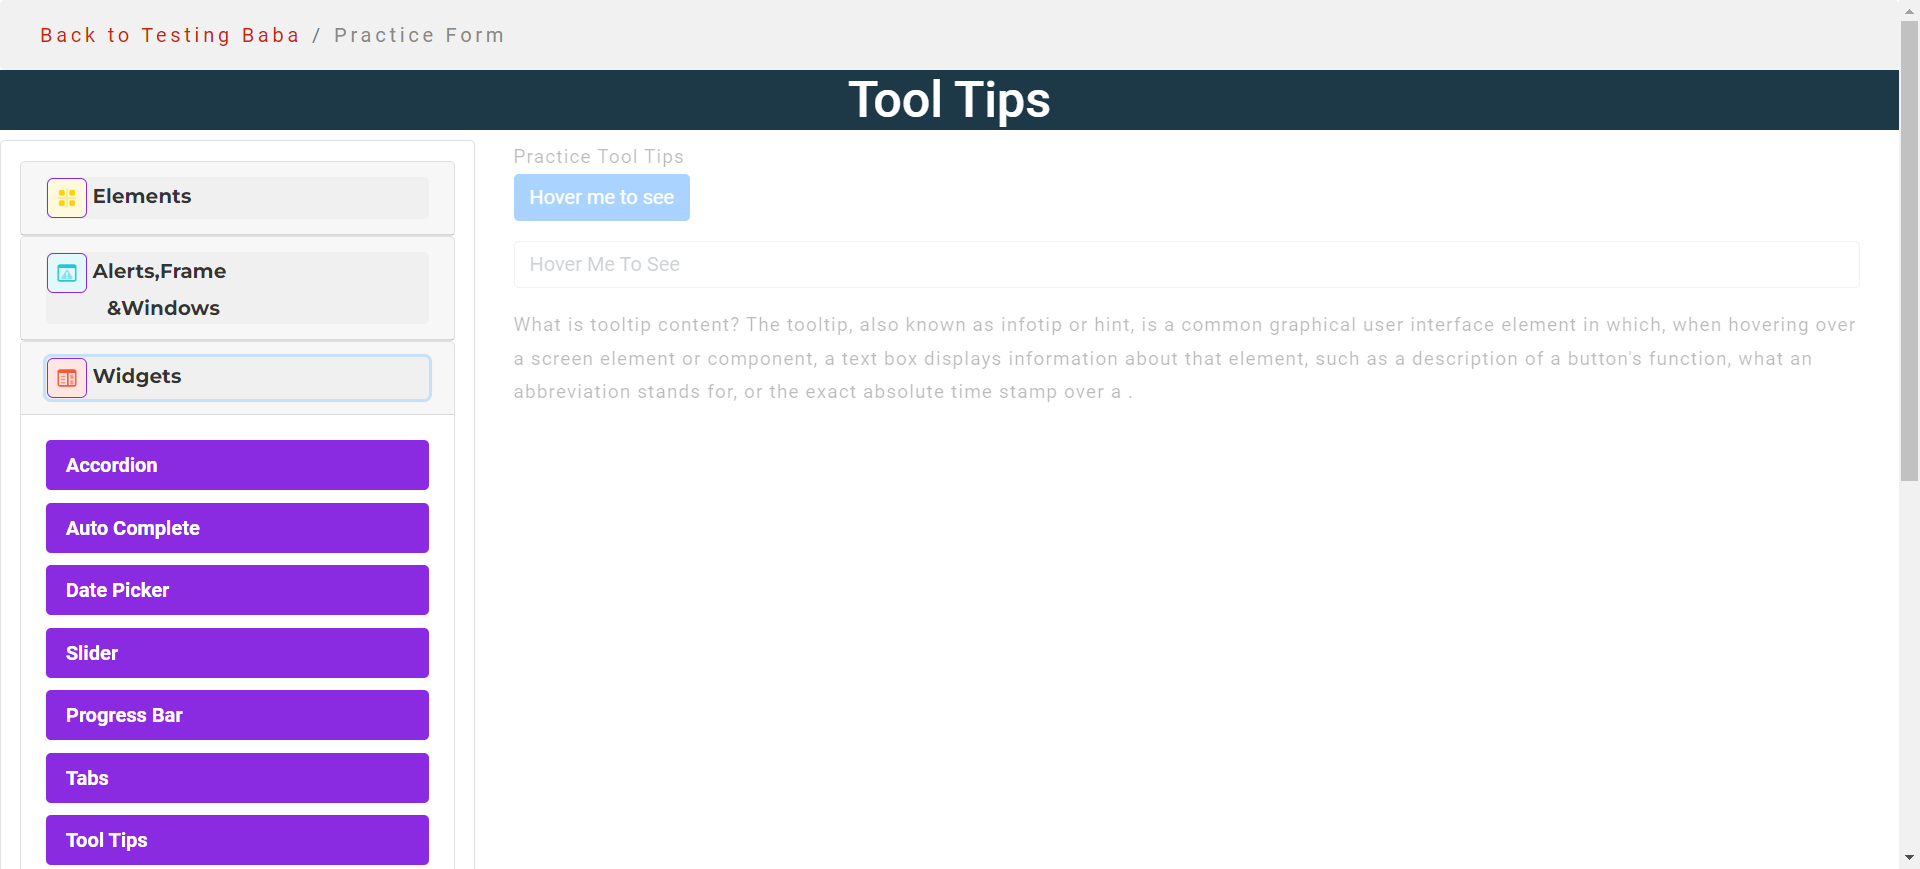 Back to Testing Baba / Practice Form
Tool Tips
Elements
Alerts,Frame
&Windows
Widgets
Accordion
Auto Complete
Date Picker
Slider
Progress Bar
Tabs
Tool Tips
Practice Tool Tips
Hover me to see
Hover Me To See
What is tooltip content? The tooltip, also known as infotip or hint, is a common graphical user interface element in which, when hovering over
a screen element or component, a text box displays information about that element, such as a description of a button's function, what an
abbreviation stands for, or the exact absolute time stamp over a .